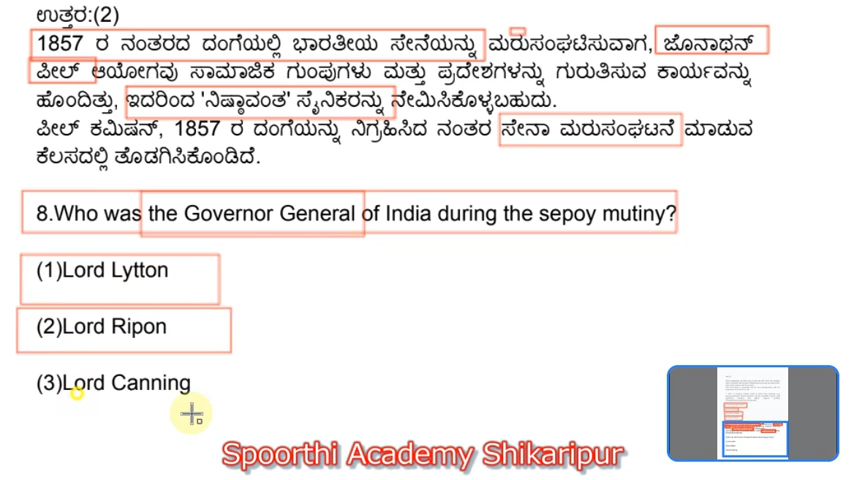 ಉತ್ತರ:(2)
1857 ರ ನಂತರದ ದಂಗೆಯಲ್ಲಿ ಭಾರತೀಯ ಸೇನೆಯನ್ನು ಮರುಸಂಘಟಿಸುವಾಗ, ಜೊನಾಥನ್
ಪೀಲ್ ಆಯೋಗವು ಸಾಮಾಜಿಕ ಗುಂಪುಗಳು ಮತ್ತು ಪ್ರದೇಶಗಳನ್ನು ಗುರುತಿಸುವ ಕಾರ್ಯವನ್ನು
ಹೊಂದಿತ್ತು, ಇದರಿಂದ 'ನಿಷ್ಠಾವಂತ' ಸೈನಿಕರನ್ನು ನೇಮಿಸಿಕೊಳ್ಳಬಹುದು.
ಪೀಲ್ ಕಮಿಷನ್, 1857 ರ ದಂಗೆಯನ್ನು ನಿಗ್ರಹಿಸಿದ ನಂತರ ಸೇನಾ ಮರುಸಂಘಟನೆ ಮಾಡುವ
ಕೆಲಸದಲ್ಲಿ ತೊಡಗಿಸಿಕೊಂಡಿದೆ.
8.Who was the Governor General of India during the sepoy mutiny?
(1)Lord Lytton
(2)Lord Ripon
(3)Lord Canning
Spoorthi Academy Shikaripur